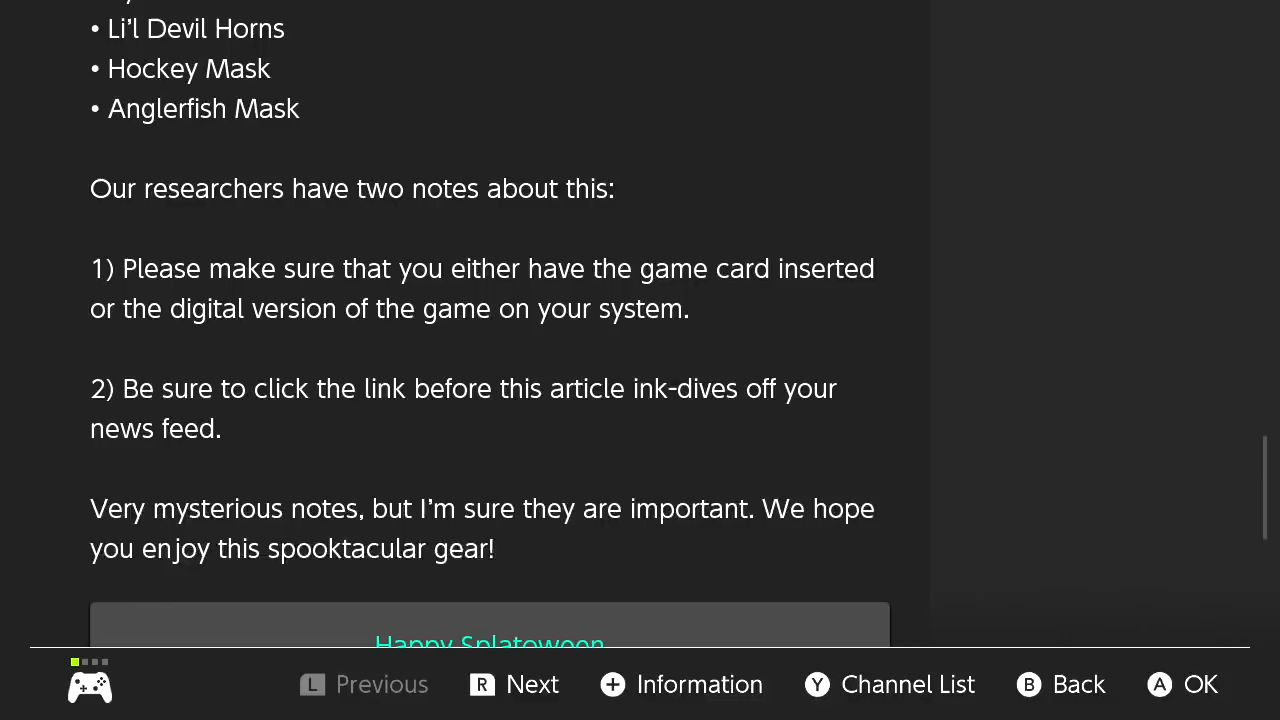 • Li’l Devil Horns
• Hockey Mask
• Anglerfish Mask
Our researchers have two notes about this:
1) Please make sure that you either have the game card inserted
or the digital version of the game on your system.
2) Be sure to click the link before this article ink-dives off your
news feed.
Very mysterious notes, but I’m sure they are important. We hope
you enjoy this spooktacular gear!
Happy Splatoween
L Previous R Next + Information Y Channel List B Back A OK